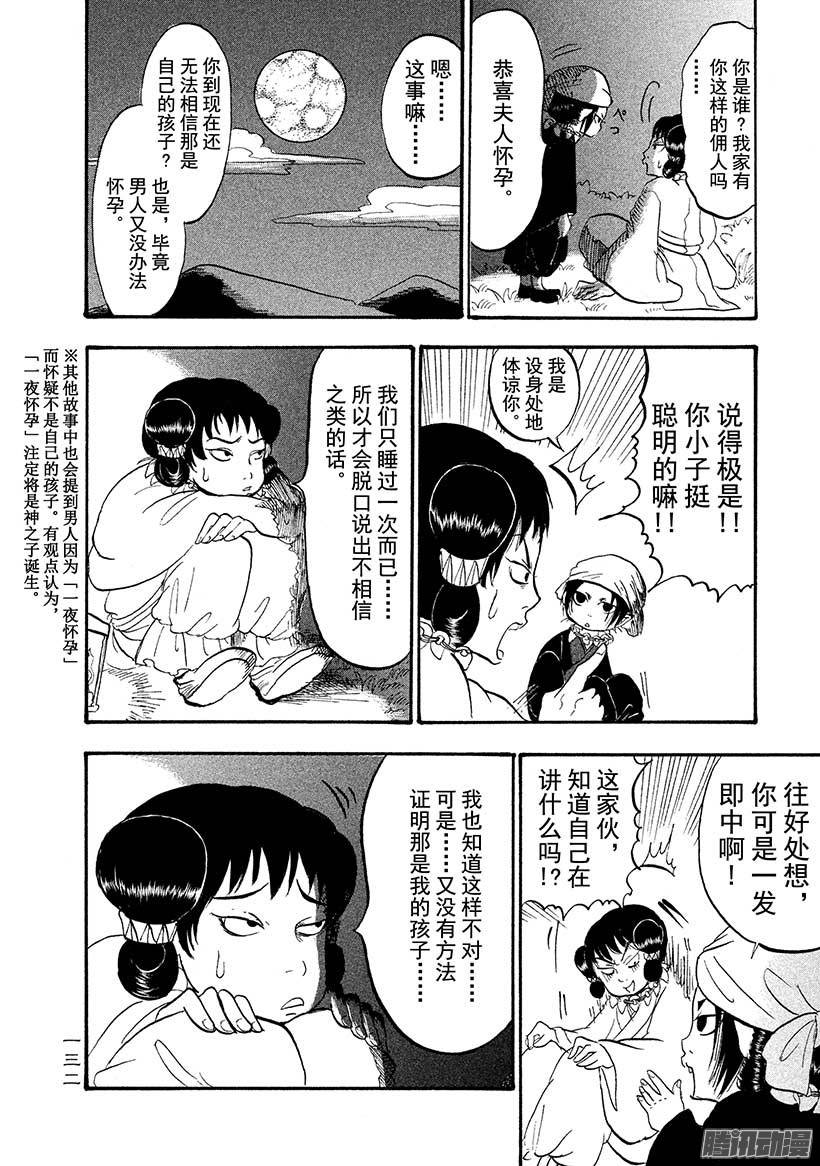 你是谁？我家有
你这样的佣人吗
恭喜夫人怀孕。
嗯……
这事嘛……
你到现在还
无法相信那是
自己的孩子？
也是，毕竟
男人又没办法
怀孕。
说得极是!!
你小子挺
聪明的嘛!!
我是
设身处地
体谅你。
我们只睡过一次而已……
所以才会脱口说出不相信
之类的话。
※其他故事中也会提到男人因为「一夜怀孕」
而怀疑不是自己的孩子。有观点认为，
「一夜怀孕」注定将是神之子诞生。
往好处想，
你可是一发
即中啊！
这家伙，
知道自己在
讲什么吗!?
我也知道这样不对……
可是……又没有方法
证明那是我的孩子……
一三二
腾讯动漫